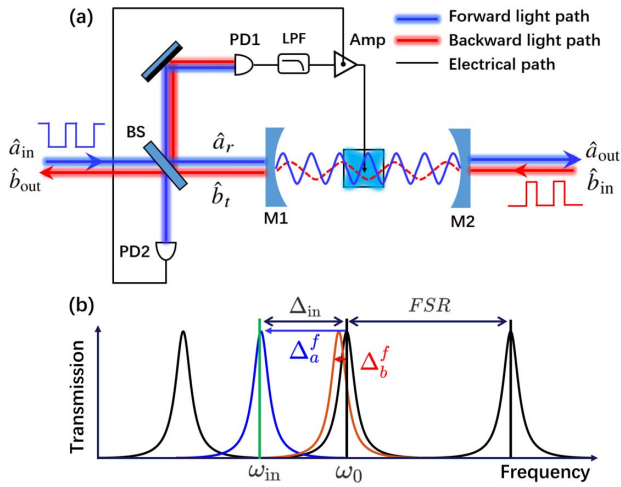 (a)
PD1
LPF
Amp
Forward light path
Backward light path
Electrical path
BS
â_in
â_r
â_out
b̂_out
b̂_t
b̂_in
M1
M2
PD2
(b)
Transmission
Δ_in
FSR
Δ_a^f
Δ_b^f
ω_in
ω_0
Frequency